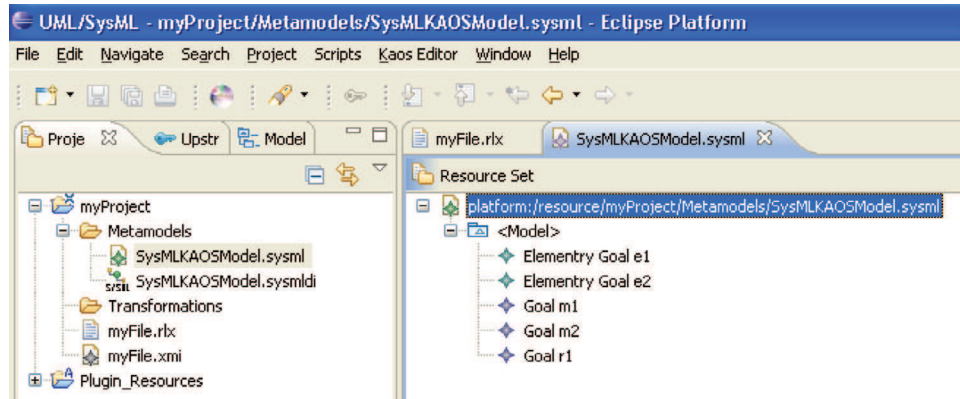 UML/SysML - myProject/Metamodels/SysMLKAOSModel.sysml - Eclipse Platform
File Edit Navigate Search Project Scripts Kaos Editor Window Help
Proje Upstr Model
myFile.rlx SysMLKAOSModel.sysml
Resource Set
myProject
Metamodels
SysMLKAOSModel.sysml
SysMLKAOSModel.sysmldi
Transformations
myFile.rlx
myFile.xmi
Plugin_Resources
platform:/resource/myProject/Metamodels/SysMLKAOSModel.sysml
<Model>
Elementry Goal e1
Elementry Goal e2
Goal m1
Goal m2
Goal r1